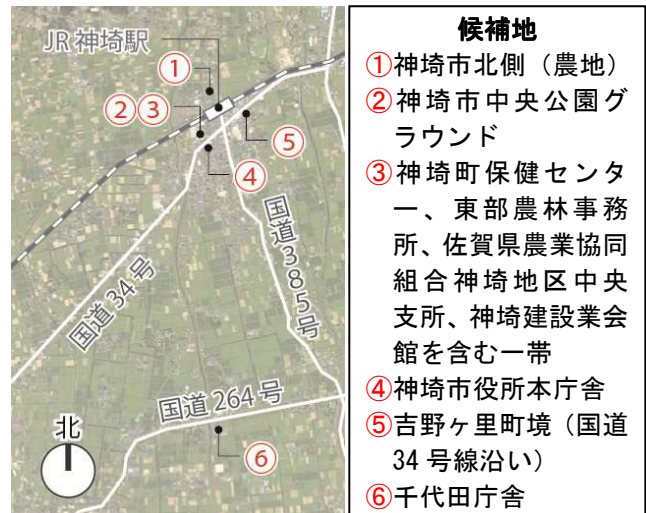 JR神埼駅
①
②③
⑤
④
国道385号
国道34号
国道264号
北
⑥
候補地
①神埼市北側（農地）
②神埼市中央公園グ
ラウンド
③神埼町保健センタ
ー、東部農林事務
所、佐賀県農業協同
組合神埼地区中央
支所、神埼建設業会
館を含む一帯
④神埼市役所本庁舎
⑤吉野ヶ里町境（国道
34号線沿い）
⑥千代田庁舎